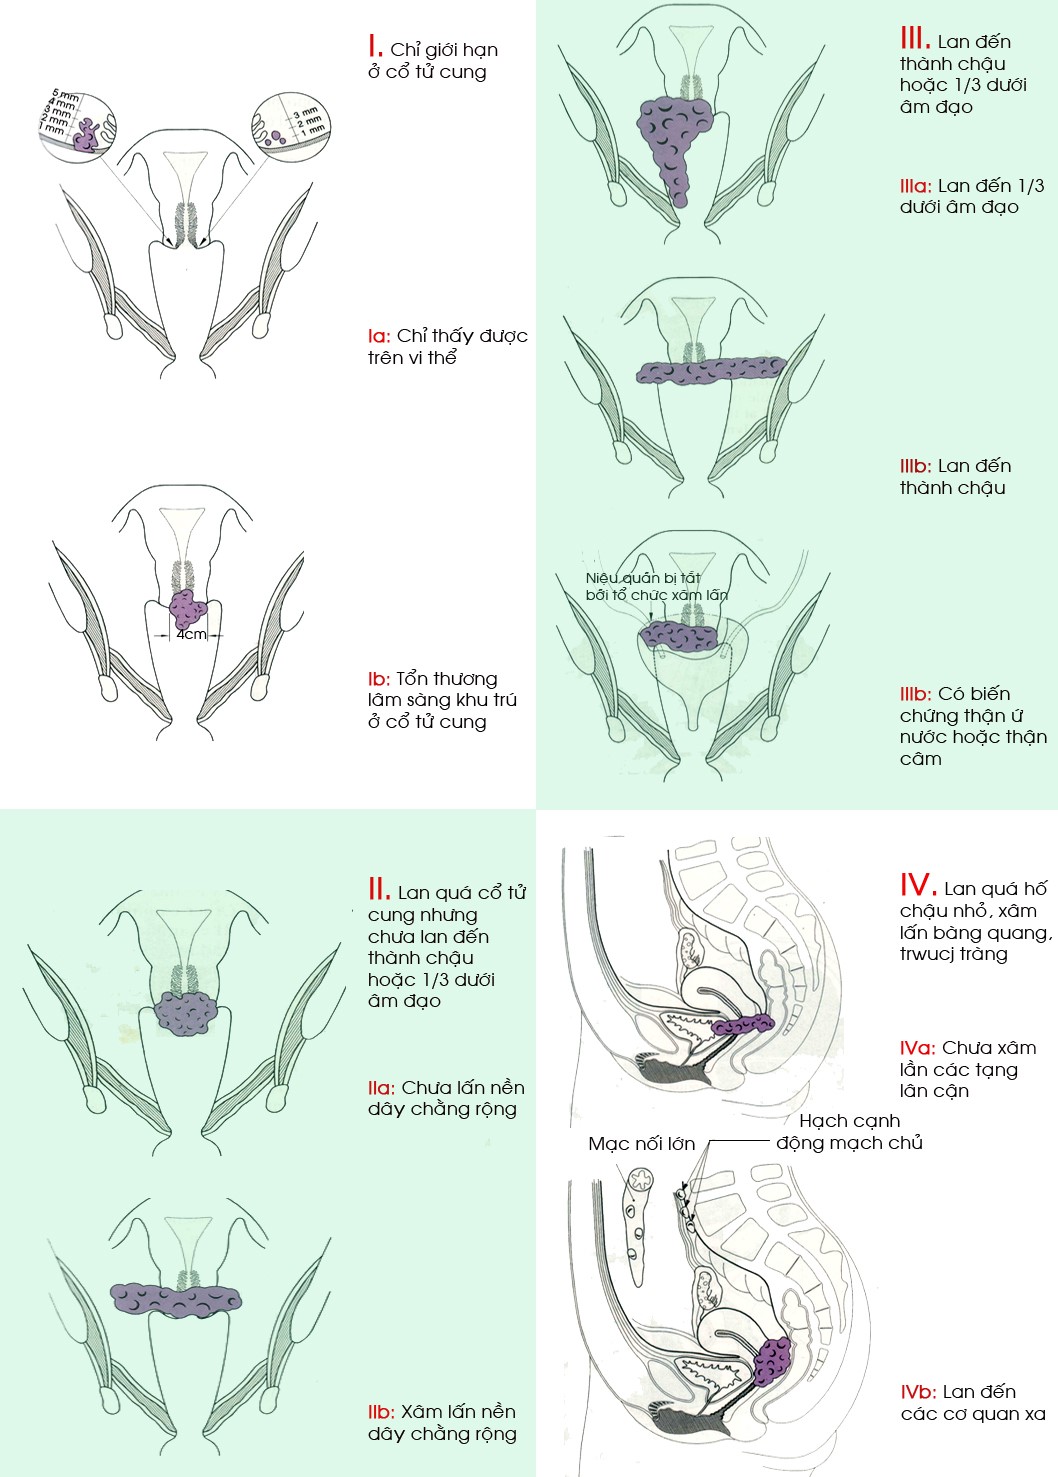 I. Chỉ giới hạn
ở cổ tử cung
5 mm
4 mm
3 mm
2 mm
1 mm
3 mm
2 mm
1 mm
Ia: Chỉ thấy được
trên vi thể
4cm
Ib: Tổn thương
lâm sàng khu trú
ở cổ tử cung
II. Lan quá cổ tử
cung nhưng
chưa lan đến
thành chậu
hoặc 1/3 dưới
âm đạo
IIa: Chưa lấn nền
dây chằng rộng
IIb: Xâm lấn nền
dây chằng rộng
III. Lan đến
thành chậu
hoặc 1/3 dưới
âm đạo
IIIa: Lan đến 1/3
dưới âm đạo
IIIb: Lan đến
thành chậu
Niệu quản bị tắt
bởi tổ chức xâm lấn
IIIb: Có biến
chứng thận ứ
nước hoặc thận
câm
IV. Lan quá hố
chậu nhỏ, xâm
lấn bàng quang,
trwucj tràng
IVa: Chưa xâm
lần các tạng
lân cận
Hạch cạnh
động mạch chủ
Mạc nối lớn
IVb: Lan đến
các cơ quan xa